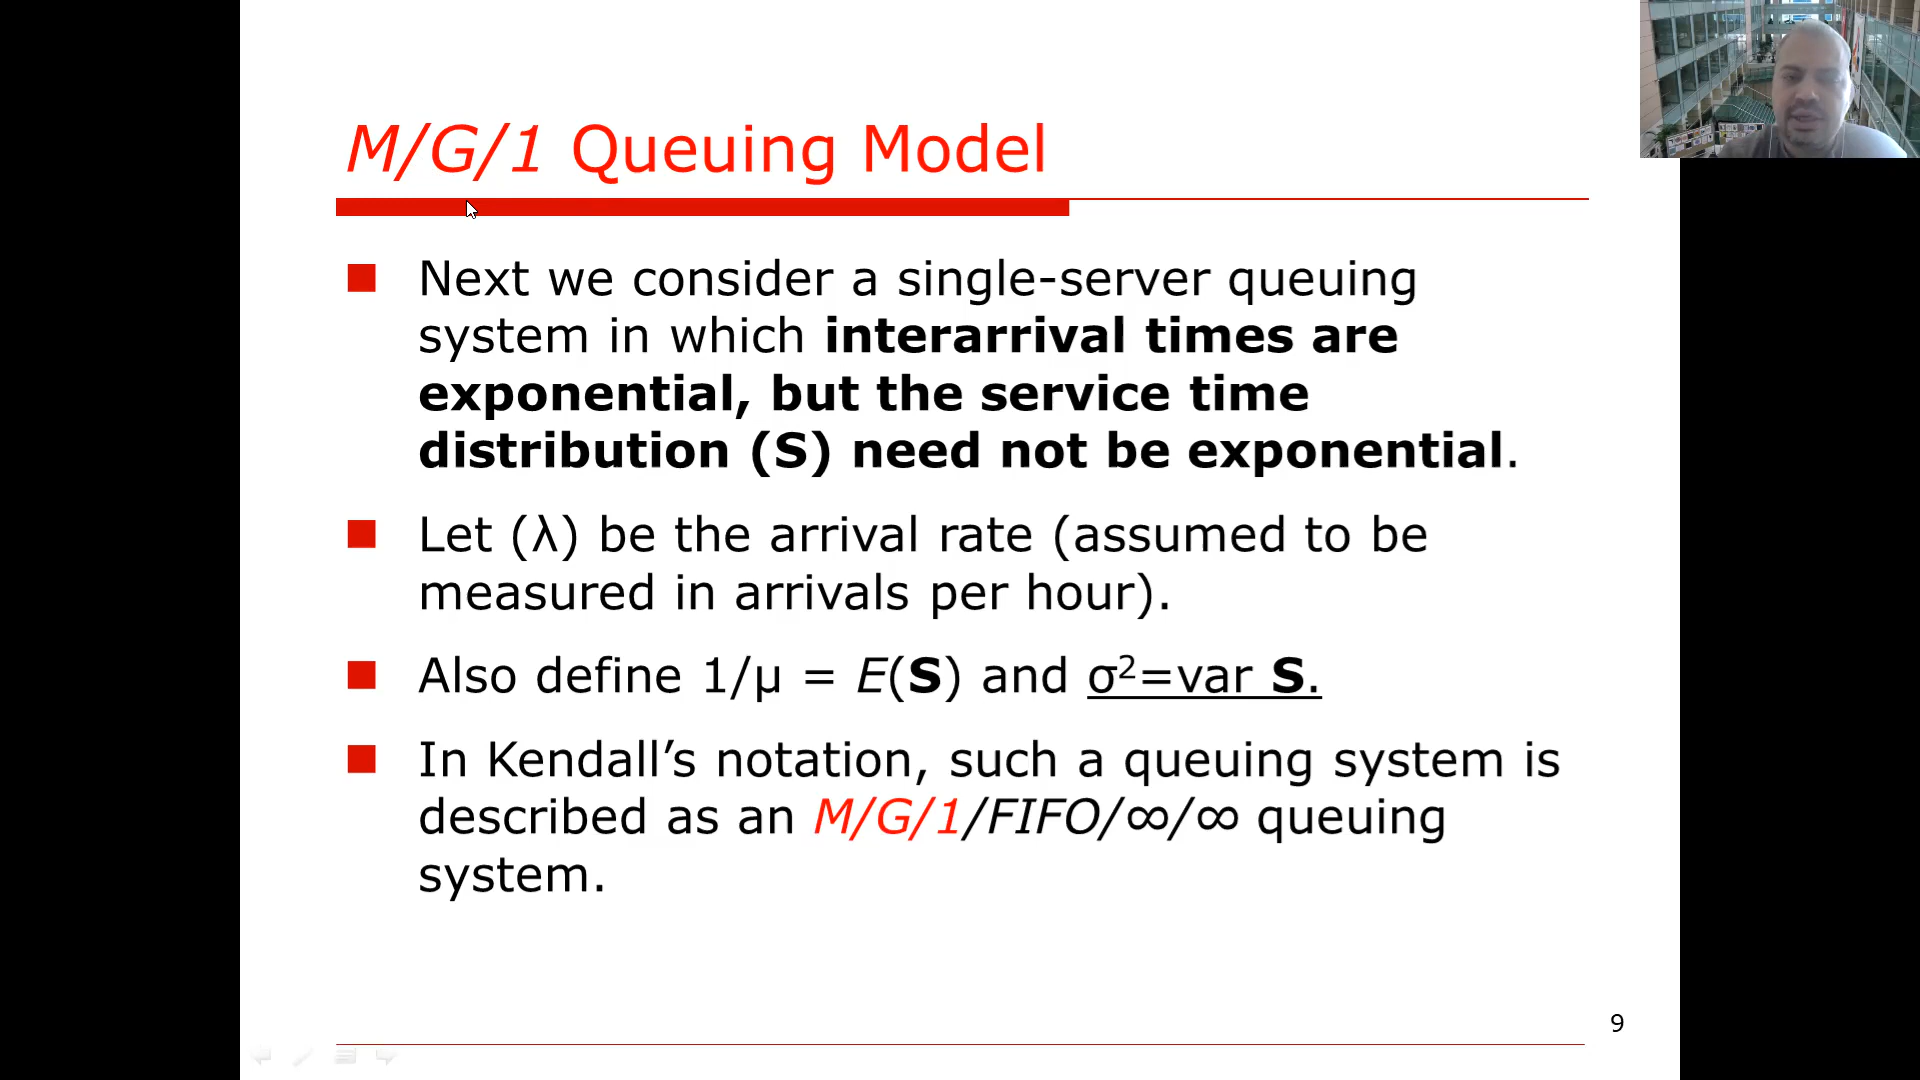 M/G/1 Queuing Model
Next we consider a single-server queuing
system in which interarrival times are
exponential, but the service time
distribution (S) need not be exponential.
Let (λ) be the arrival rate (assumed to be
measured in arrivals per hour).
Also define 1/μ = E(S) and σ²=var S.
In Kendall’s notation, such a queuing system is
described as an M/G/1/FIFO/∞/∞ queuing
system.
9